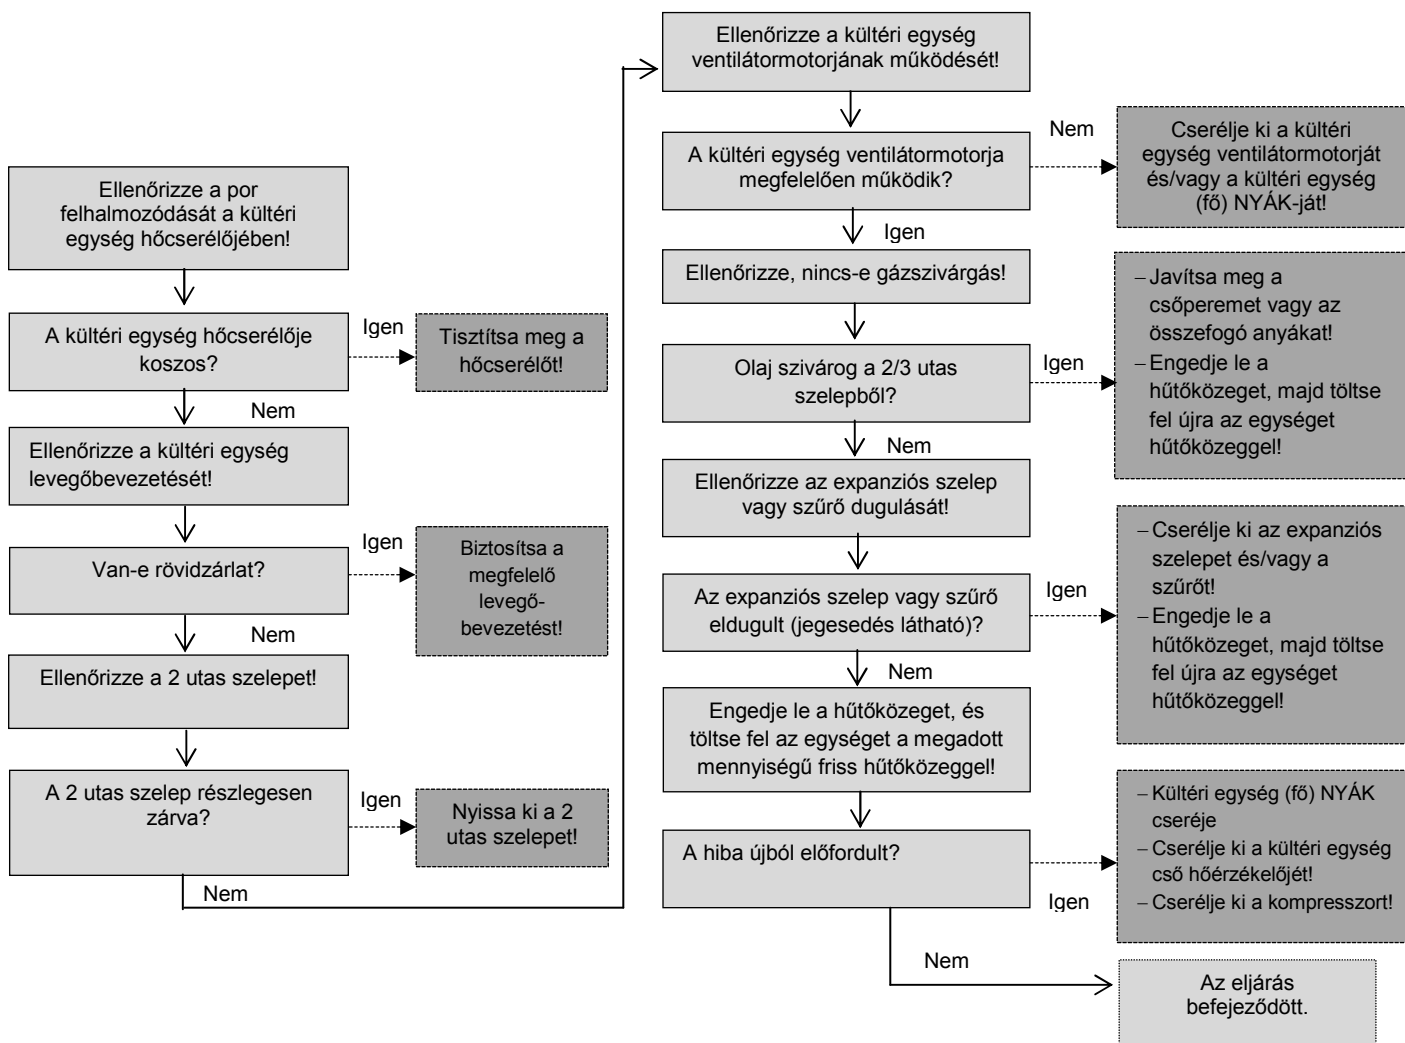 Ellenőrizze a por
felhalmozódását a kültéri
egység hőcserélőjében!
A kültéri egység hőcserélője
koszos?
Igen
Tisztítsa meg a
hőcserélőt!
Nem
Ellenőrizze a kültéri egység
levegőbevezetését!
Van-e rövidzárlat?
Igen
Biztosítsa a
megfelelő
levegő-
bevezetést!
Nem
Ellenőrizze a 2 utas szelepet!
A 2 utas szelep részlegesen
zárva?
Igen
Nyissa ki a 2
utas szelepet!
Nem
Ellenőrizze a kültéri egység
ventilátormotorjának működését!
A kültéri egység ventilátormotorja
megfelelően működik?
Nem
Cserélje ki a kültéri
egység ventilátormotorját
és/vagy a kültéri egység
(fő) NYÁK-ját!
Igen
Ellenőrizze, nincs-e gázszivárgás!
Olaj szivárog a 2/3 utas
szelepből?
Igen
– Javítsa meg a
csőperemet vagy az
összefogó anyákat!
– Engedje le a
hűtőközeget, majd töltse
fel újra az egységet
hűtőközeggel!
Nem
Ellenőrizze az expanziós szelep
vagy szűrő dugulását!
Az expanziós szelep vagy szűrő
eldugult (jegesedés látható)?
Igen
– Cserélje ki az expanziós
szelepet és/vagy a
szűrőt!
– Engedje le a
hűtőközeget, majd töltse
fel újra az egységet
hűtőközeggel!
Nem
Engedje le a hűtőközeget, és
töltse fel az egységet a megadott
mennyiségű friss hűtőközeggel!
A hiba újból előfordult?
Igen
– Kültéri egység (fő) NYÁK
cseréje
– Cserélje ki a kültéri egység
cső hőérzékelőjét!
– Cserélje ki a kompresszort!
Nem
Az eljárás
befejeződött.